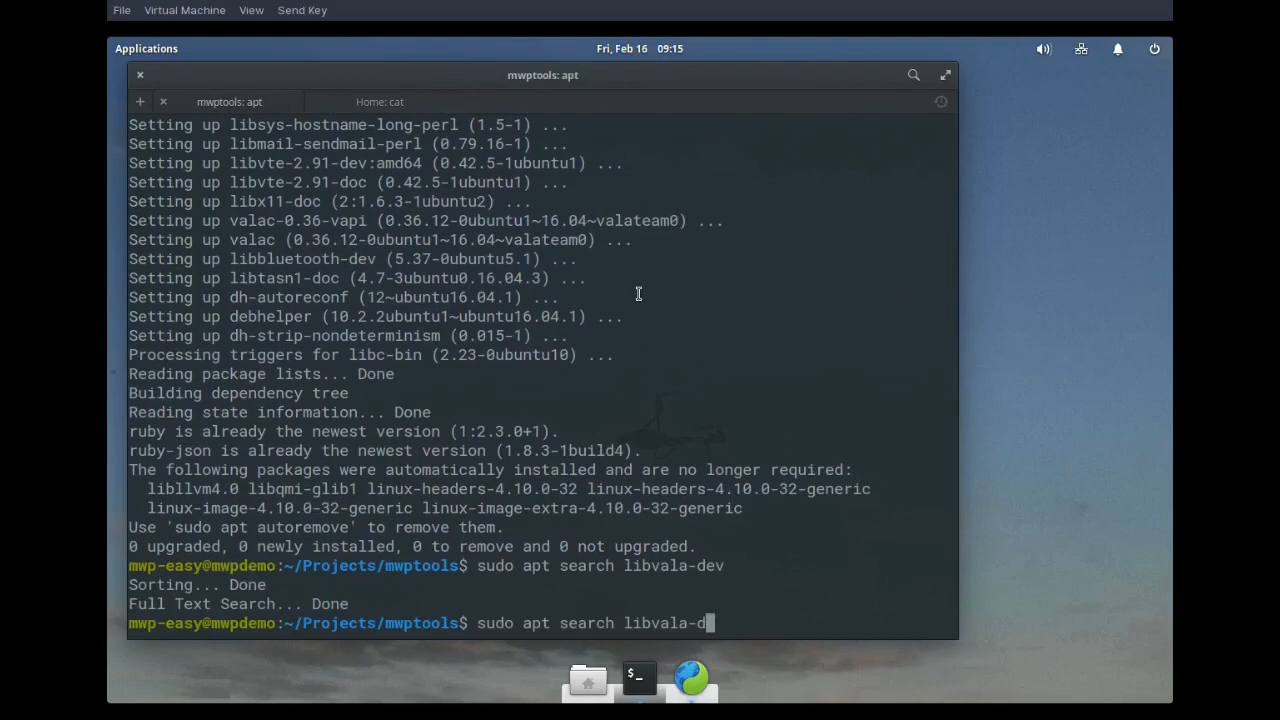 File Virtual Machine View Send Key
Applications Fri, Feb 16 09:15
mwptools: apt
mwptools: apt Home: cat
Setting up libsys-hostname-long-perl (1.5-1) ...
Setting up libmail-sendmail-perl (0.79.16-1) ...
Setting up libvte-2.91-dev:amd64 (0.42.5-1ubuntu1) ...
Setting up libvte-2.91-doc (0.42.5-1ubuntu1) ...
Setting up libx11-doc (2:1.6.3-1ubuntu2) ...
Setting up valac-0.36-vapi (0.36.12-0ubuntu1~16.04~valateam0) ...
Setting up valac (0.36.12-0ubuntu1~16.04~valateam0) ...
Setting up libbluetooth-dev (5.37-0ubuntu5.1) ...
Setting up libtasn1-doc (4.7-3ubuntu0.16.04.3) ...
Setting up dh-autoreconf (12~ubuntu16.04.1) ...
Setting up debhelper (10.2.2ubuntu1~ubuntu16.04.1) ...
Setting up dh-strip-nondeterminism (0.015-1) ...
Processing triggers for libc-bin (2.23-0ubuntu10) ...
Reading package lists... Done
Building dependency tree
Reading state information... Done
ruby is already the newest version (1:2.3.0+1).
ruby-json is already the newest version (1.8.3-1build4).
The following packages were automatically installed and are no longer required:
libllvm4.0 libqmi-glib1 linux-headers-4.10.0-32 linux-headers-4.10.0-32-generic
linux-image-4.10.0-32-generic linux-image-extra-4.10.0-32-generic
Use 'sudo apt autoremove' to remove them.
0 upgraded, 0 newly installed, 0 to remove and 0 not upgraded.
mwp-easy@mwpdemo:~/Projects/mwptools$ sudo apt search libvala-dev
Sorting... Done
Full Text Search... Done
mwp-easy@mwpdemo:~/Projects/mwptools$ sudo apt search libvala-d
$_